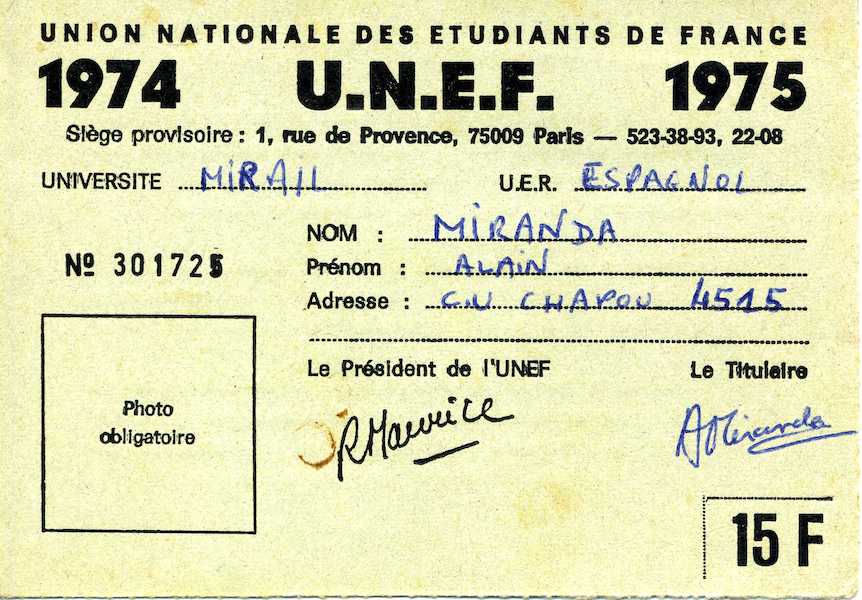 UNION NATIONALE DES ETUDIANTS DE FRANCE
1974 U.N.E.F. 1975
Siège provisoire : 1, rue de Provence, 75009 Paris — 523-38-93, 22-08
UNIVERSITE MiRAIL U.E.R. ESPAGNOL
NOM : MiRANDA
Nº 301725
Prénom : ALAiN
Adresse : C.U CHAPOU 4515
Le Président de l'UNEF Le Titulaire
Photo
obligatoire
RMaurice AMiranda
15 F